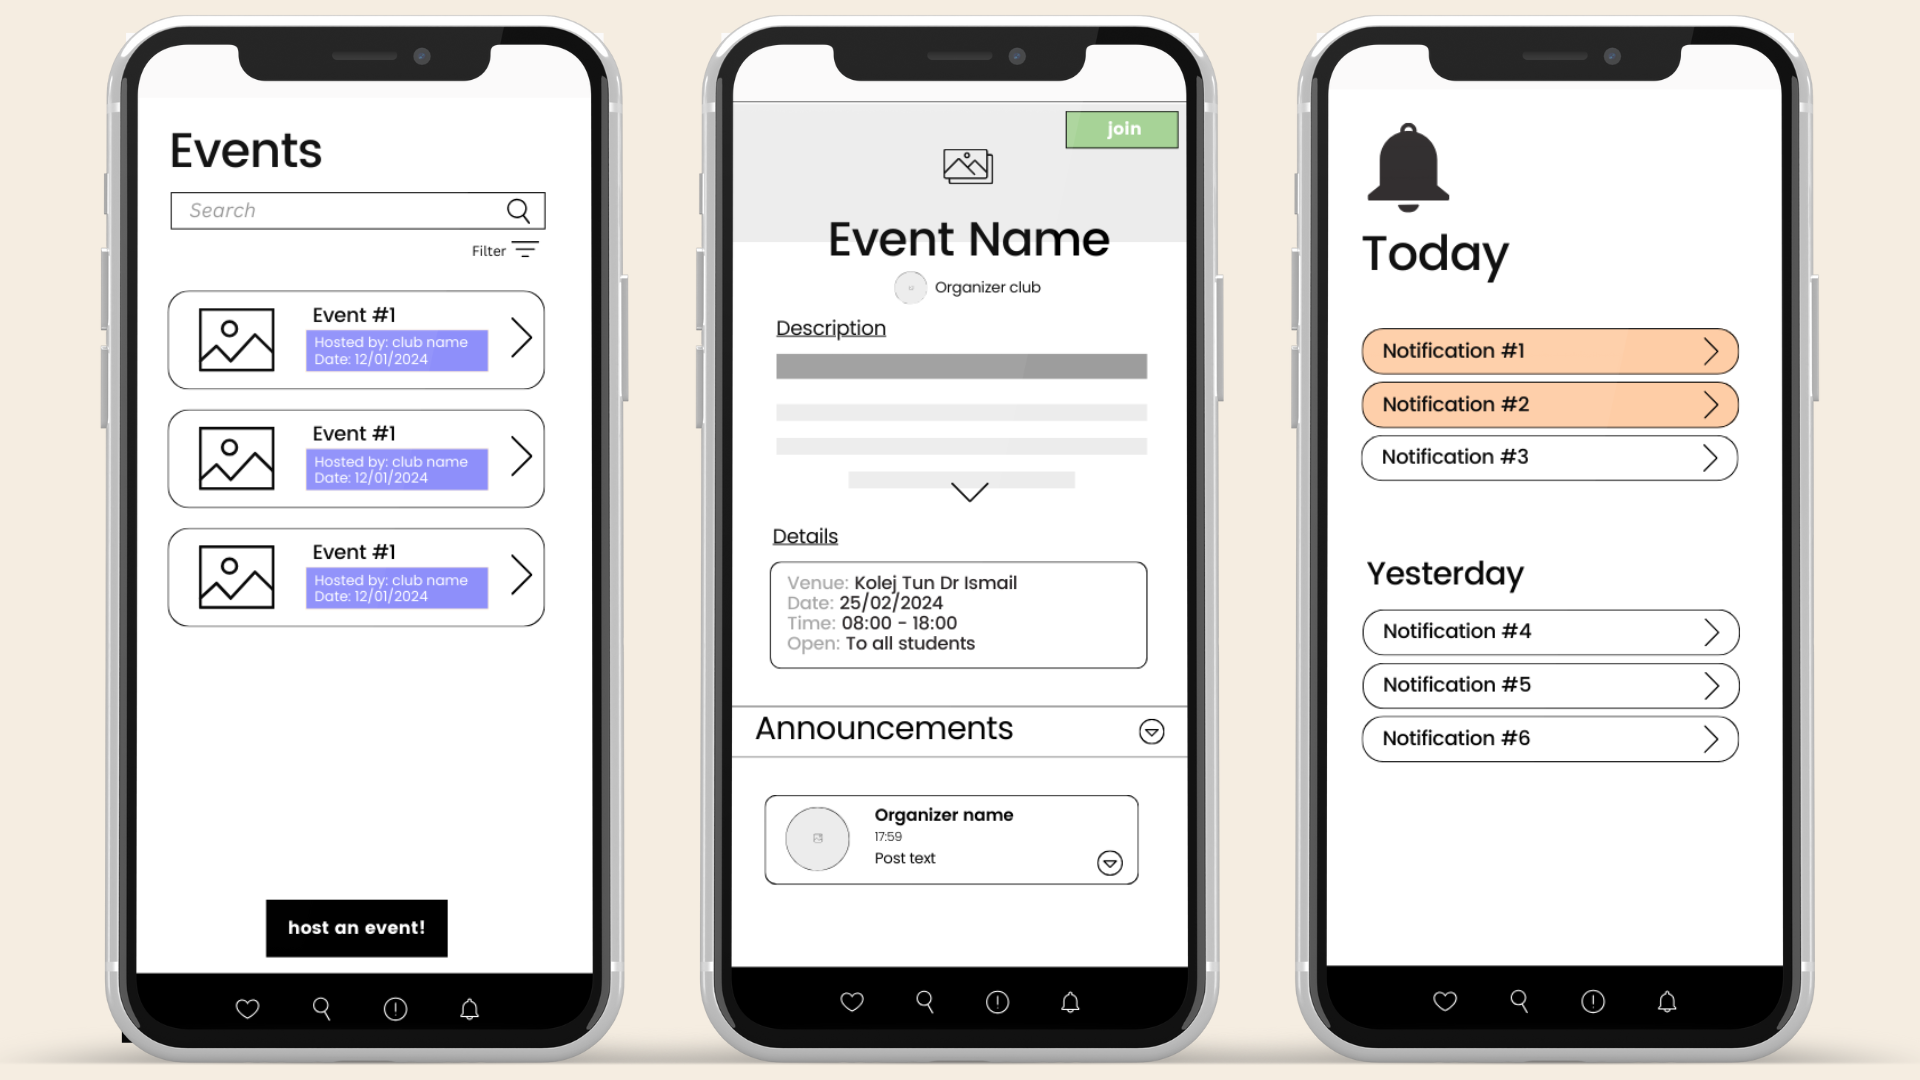 Events
Search
Filter
Event #1
Hosted by: club name
Date: 12/01/2024
Event #1
Hosted by: club name
Date: 12/01/2024
Event #1
Hosted by: club name
Date: 12/01/2024
host an event!
join
Event Name
Organizer club
Description
Details
Venue: Kolej Tun Dr Ismail
Date: 25/02/2024
Time: 08:00 - 18:00
Open: To all students
Announcements
Organizer name
17:59
Post text
Today
Notification #1
Notification #2
Notification #3
Yesterday
Notification #4
Notification #5
Notification #6